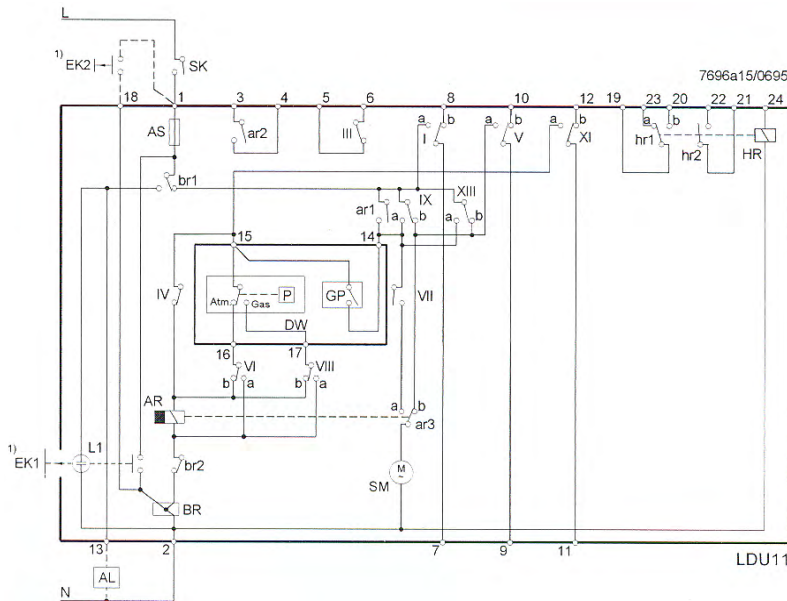 L
1) EK2
SK
7696a15/0695
18 1 3 4 5 6 8 10 12 19 23 20 22 21 24
AS
ar2
III
a b
I
a b
V
a b
XI
a b
hr1
hr2
HR
br1
ar1
IX
a b
XIII
a b
15 14
IV
Atm.
Gas
P
GP
VII
DW
16 17
VI
b a
VIII
b a
AR
a b
ar3
1) EK1
L1
br2
M
~
SM
BR
13 2 7 9 11
LDU11
AL
N